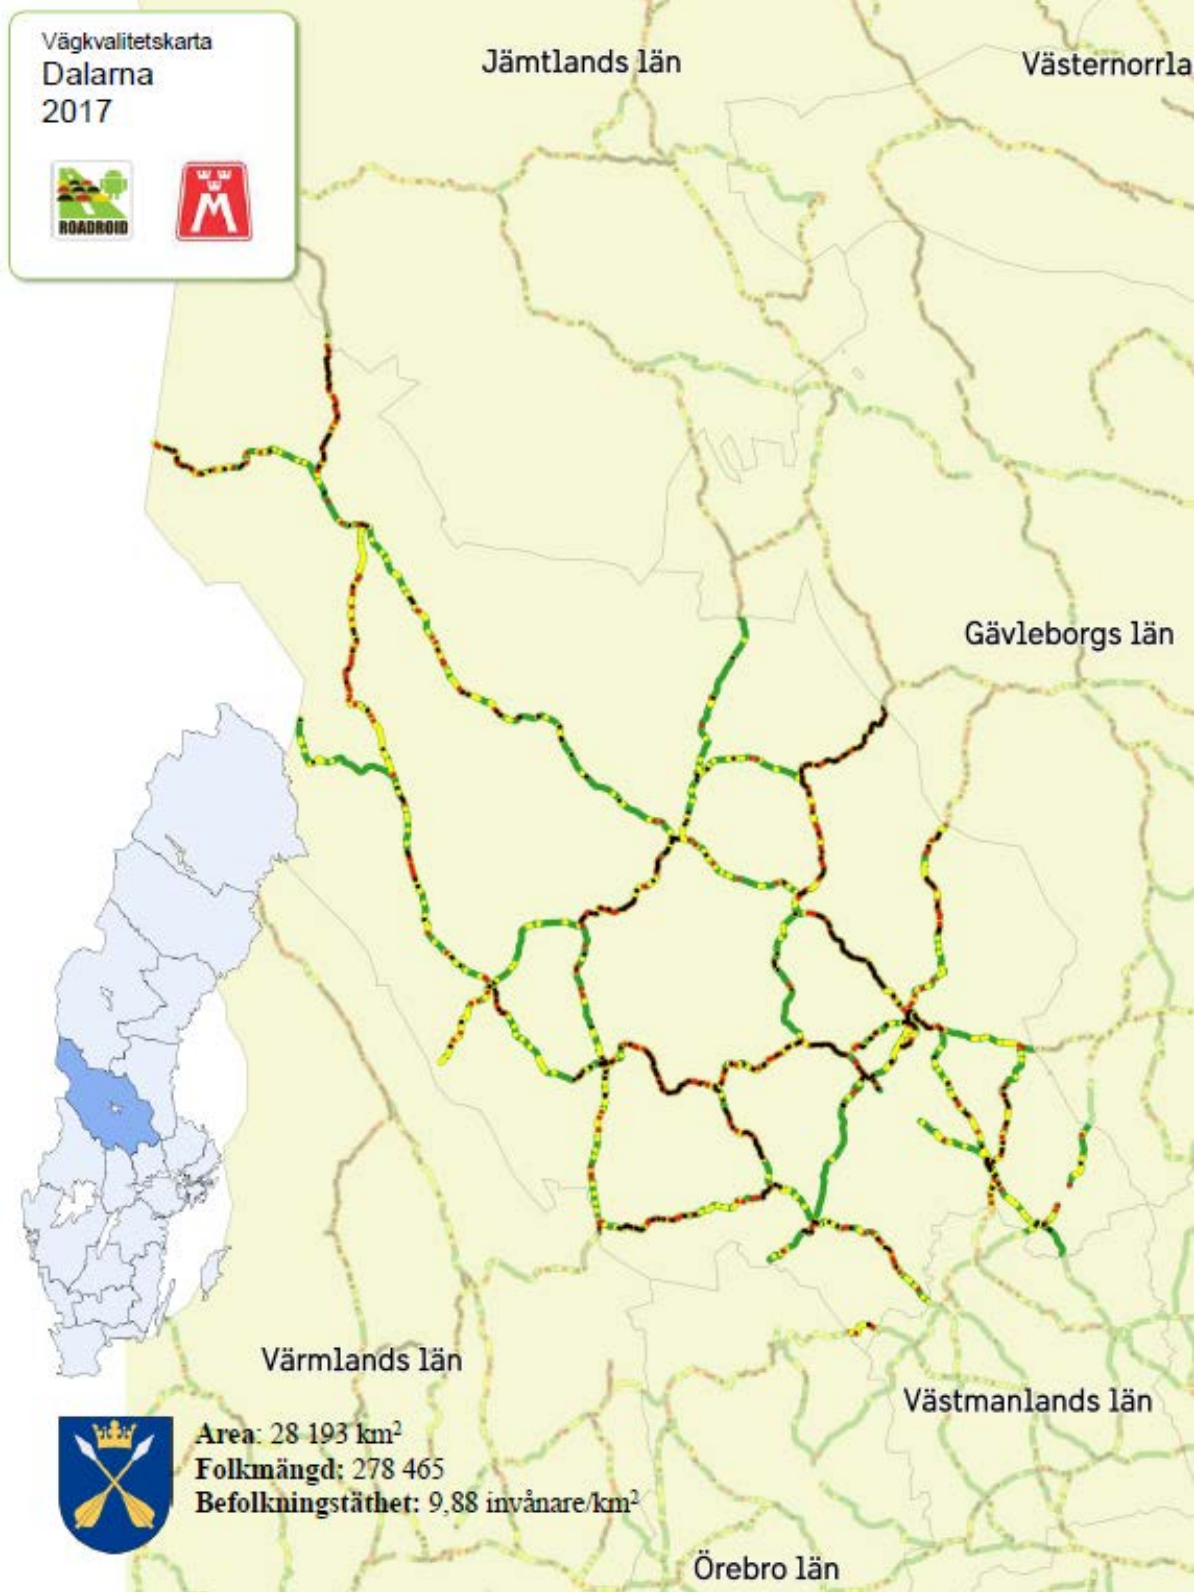 Vägkvalitetskarta
Dalarna
2017
ROADROID
M
Jämtlands län
Västernorrla
Gävleborgs län
Värmlands län
Västmanlands län
Area: 28 193 km²
Folkmängd: 278 465
Befolkningstäthet: 9,88 invånare/km²
Örebro län